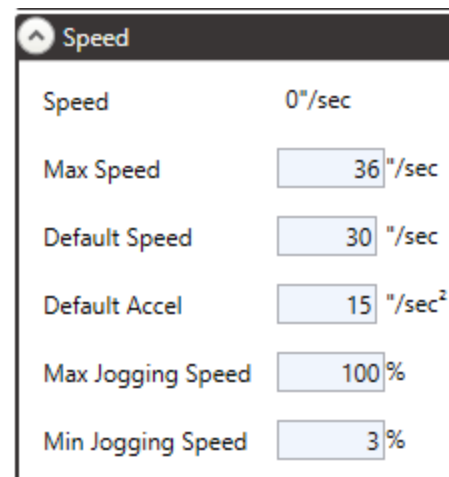 Speed
Speed 0"/sec
Max Speed 36 "/sec
Default Speed 30 "/sec
Default Accel 15 "/sec²
Max Jogging Speed 100 %
Min Jogging Speed 3 %